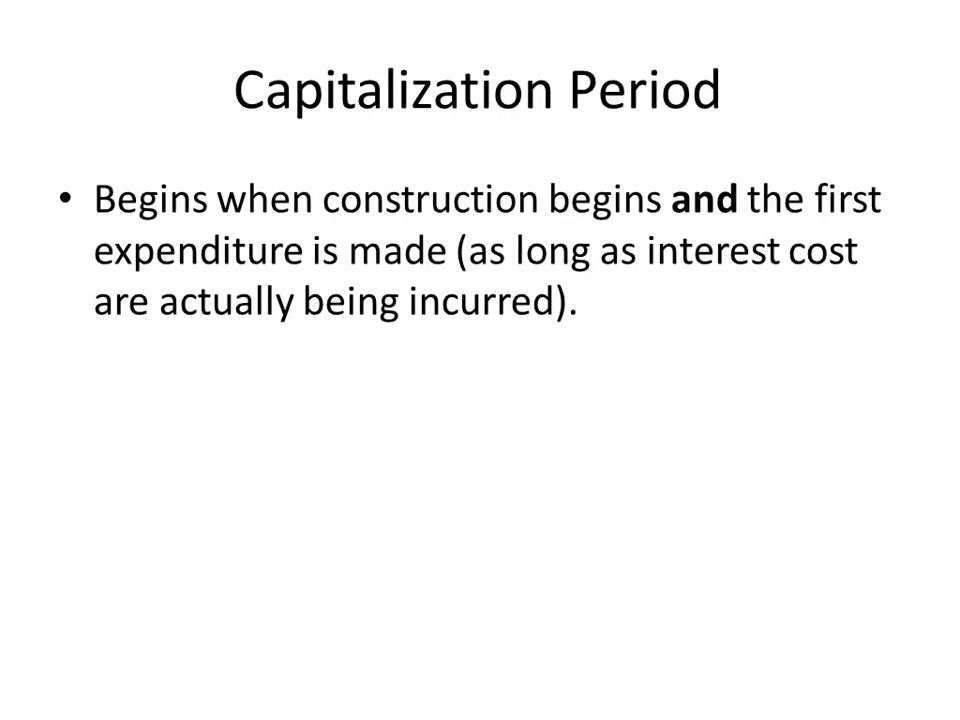 Capitalization Period
• Begins when construction begins and the first
expenditure is made (as long as interest cost
are actually being incurred).